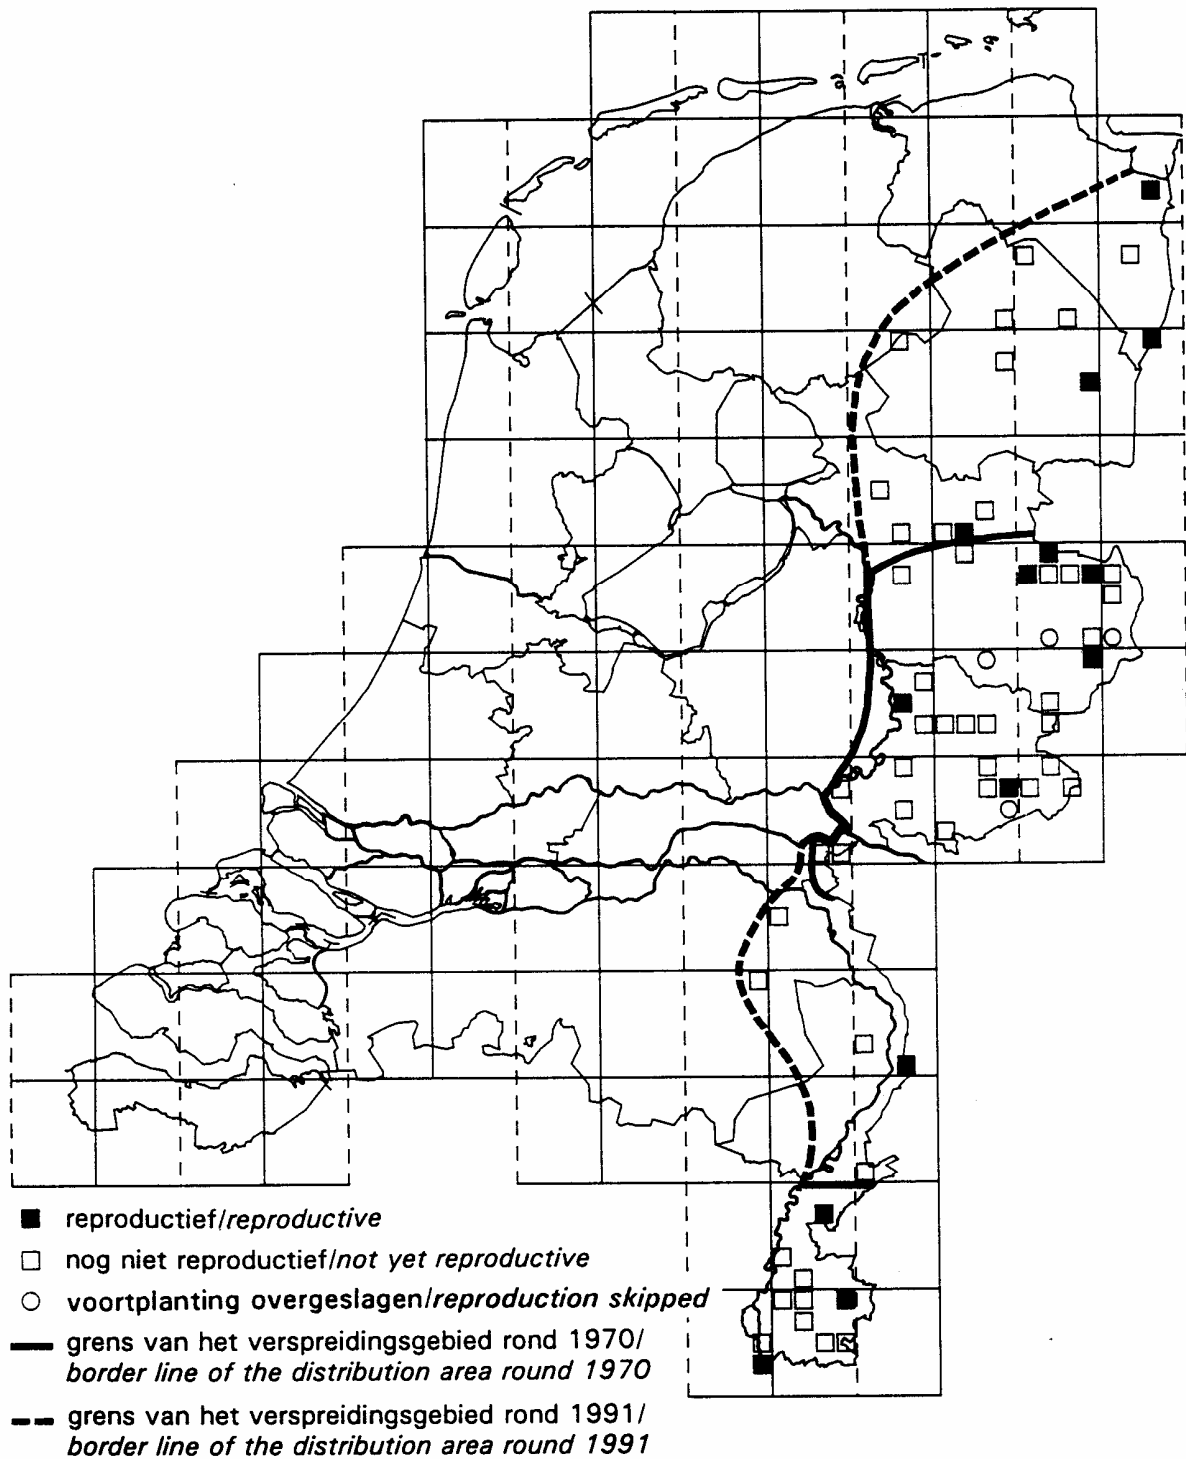 reproductief/reproductive
nog niet reproductief/not yet reproductive
voortplanting overgeslagen/reproduction skipped
grens van het verspreidingsgebied rond 1970/
border line of the distribution area round 1970
grens van het verspreidingsgebied rond 1991/
border line of the distribution area round 1991